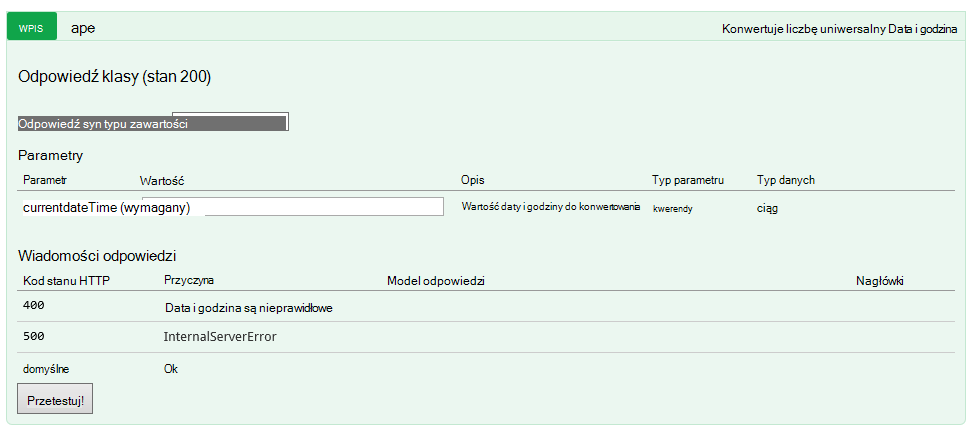 WPIS ape Konwertuje liczbę uniwersalny Data i godzina
Odpowiedź klasy (stan 200)
Odpowiedź syn typu zawartości
Parametry
Parametr Wartość Opis Typ parametru Typ danych
currentdateTime (wymagany) Wartość daty i godziny do konwertowania kwerendy ciąg
Wiadomości odpowiedzi
Kod stanu HTTP Przyczyna Model odpowiedzi Nagłówki
400 Data i godzina są nieprawidłowe
500 InternalServerError
domyślne Ok
Przetestuj!